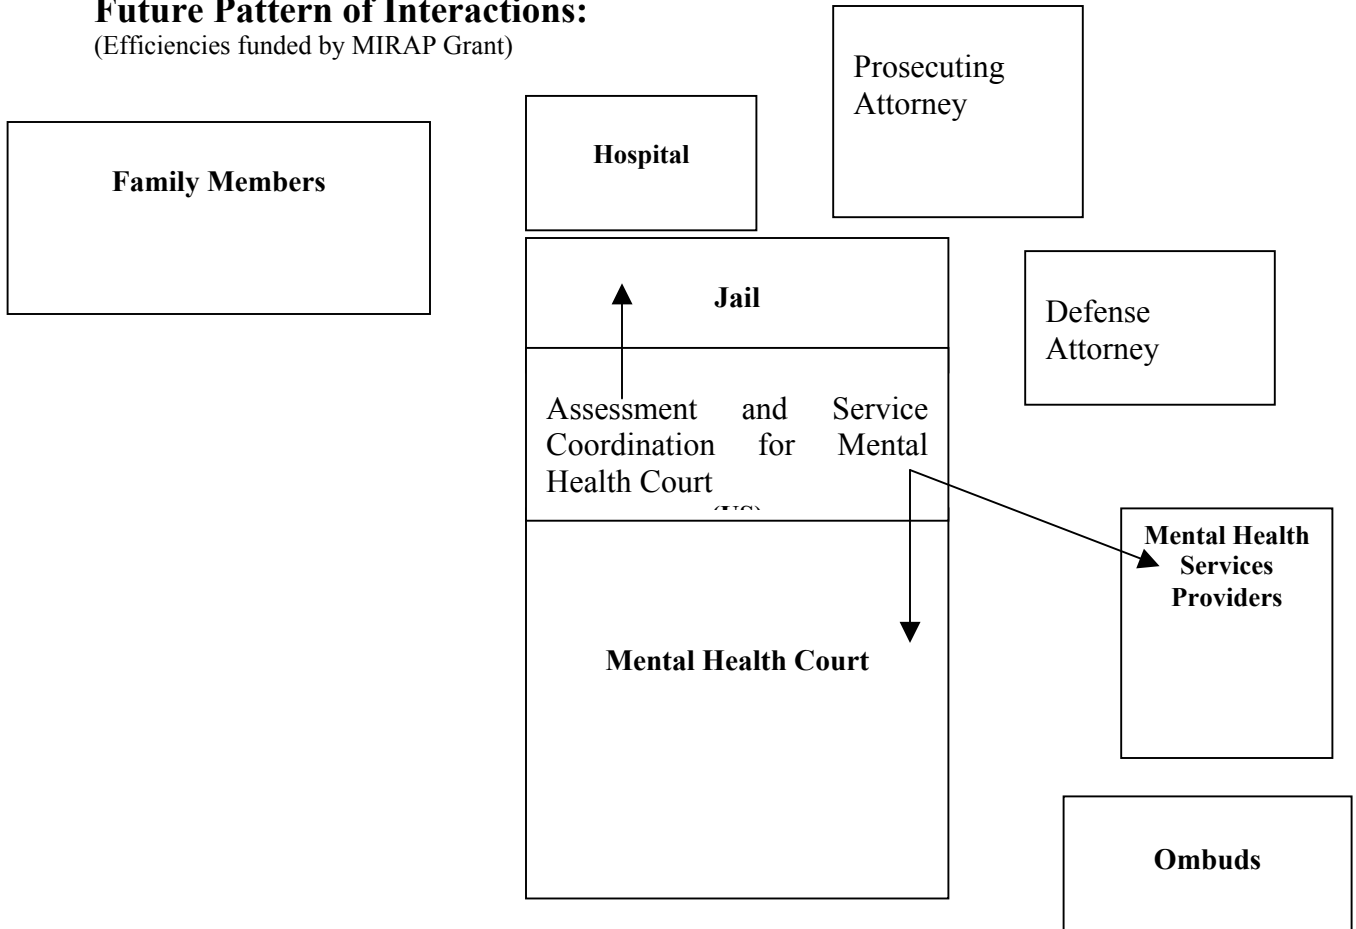 Future Pattern of Interactions:
(Efficiencies funded by MIRAP Grant)
Prosecuting
Attorney
Hospital
Family Members
Jail
Defense
Attorney
Assessment and Service
Coordination for Mental
Health Court
Mental Health
Services
Providers
Mental Health Court
Ombuds